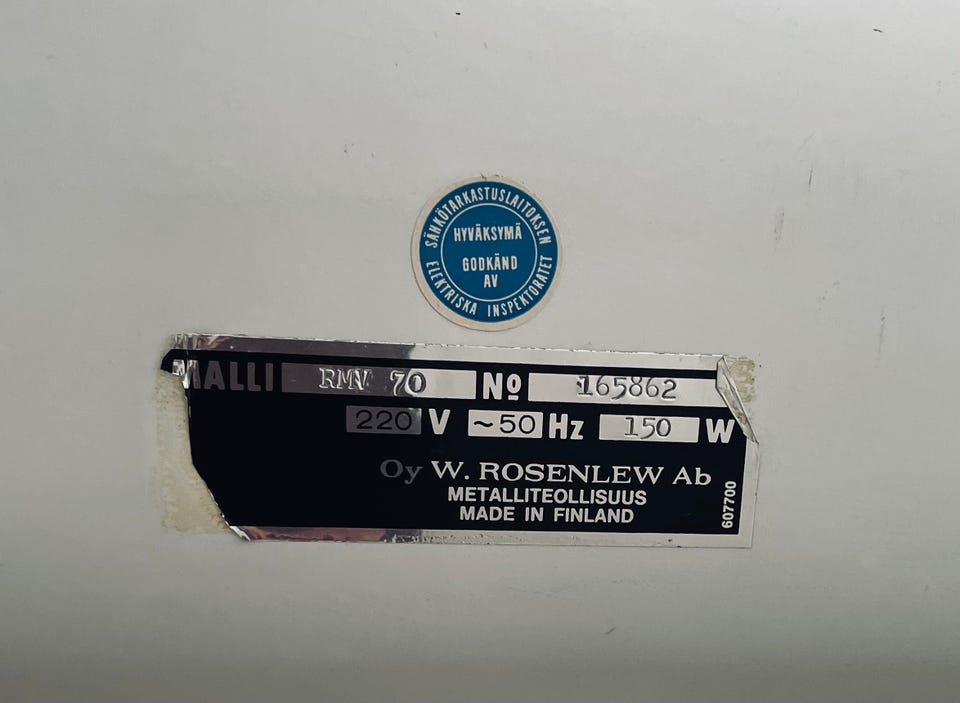 SÄHKÖTARKASTUSLAITOKSEN
HYVÄKSYMÄ
GODKÄND
AV
ELEKTRISKA INSPEKTORATET
MALLI RMV 70 Nº 165862
220 V ~50 Hz 150 W
Oy W. ROSENLEW Ab
METALLITEOLLISUUS
MADE IN FINLAND
607700